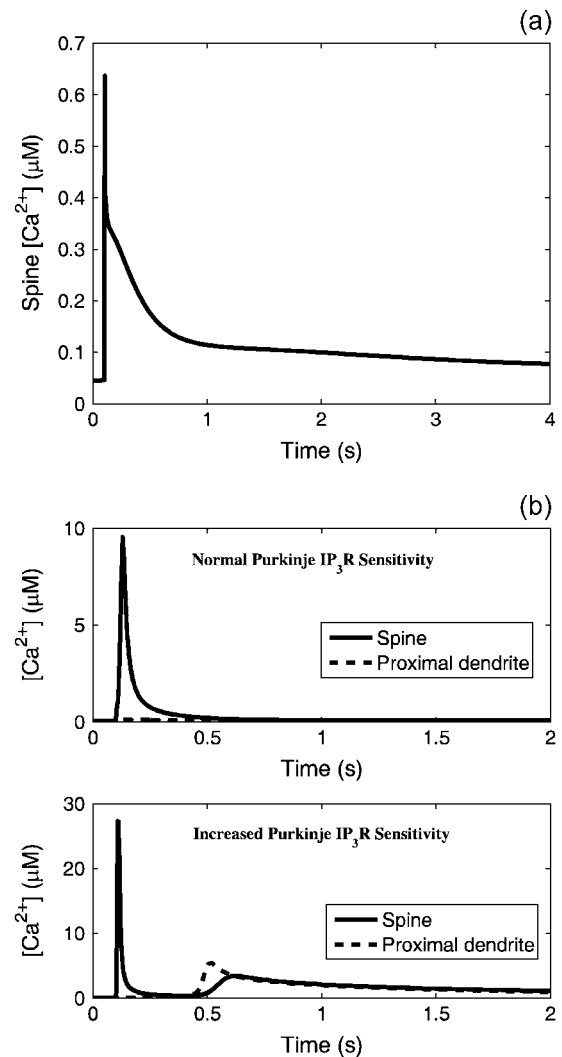 (a)
0.7
0.6
0.5
0.4
0.3
0.2
0.1
0
Spine [Ca²⁺] (μM)
0 1 2 3 4
Time (s)
(b)
10
5
0
[Ca²⁺] (μM)
Normal Purkinje IP₃R Sensitivity
Spine
Proximal dendrite
0 0.5 1 1.5 2
Time (s)
30
20
10
0
[Ca²⁺] (μM)
Increased Purkinje IP₃R Sensitivity
Spine
Proximal dendrite
0 0.5 1 1.5 2
Time (s)